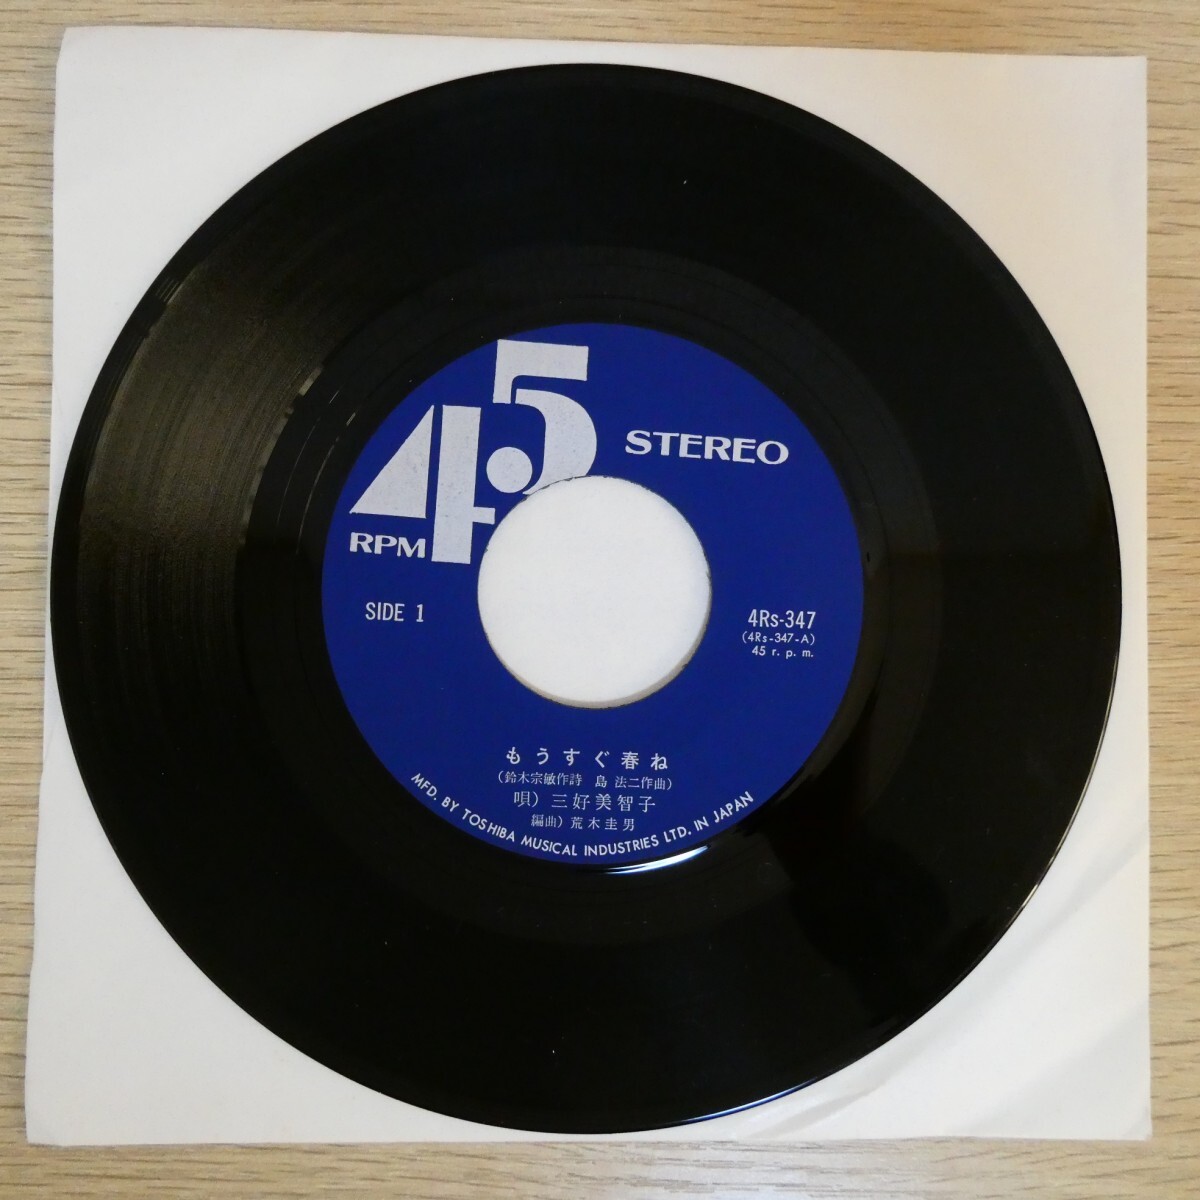 45
STEREO
RPM
SIDE 1
4Rs-347
(4Rs-347-A)
45 r. p. m.
もうすぐ春ね
(鈴木宗敏作詩 島 法二作曲)
唄) 三好美智子
編曲) 荒木圭男
MFD. BY TOSHIBA MUSICAL INDUSTRIES LTD. IN JAPAN